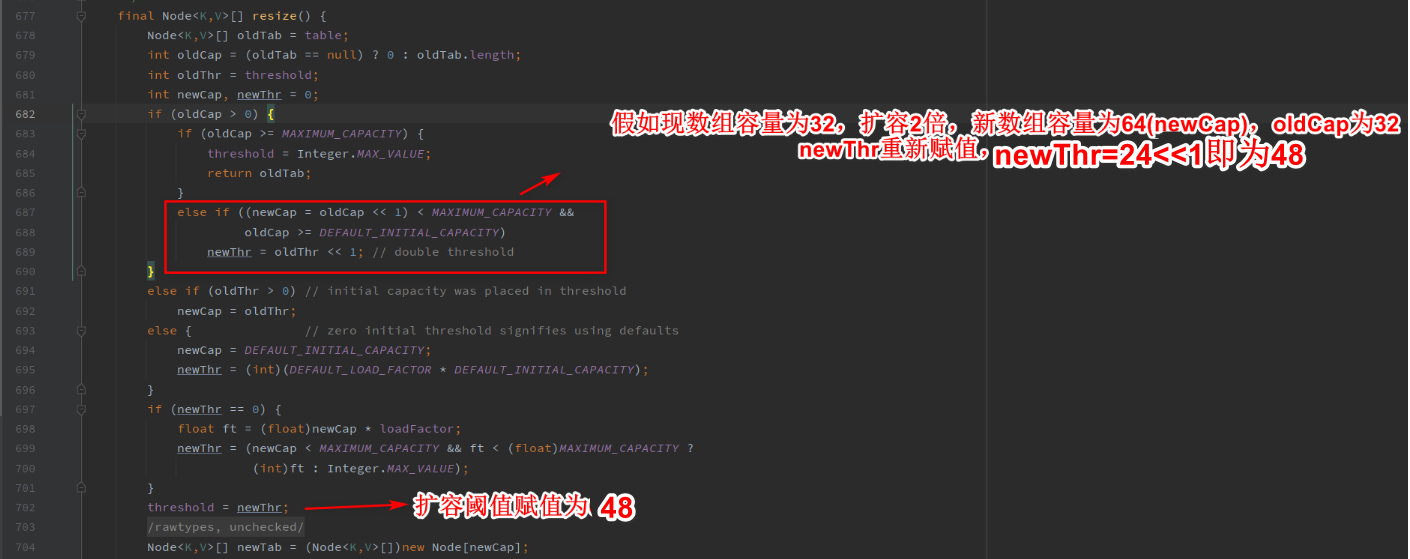 677 final Node<K,V>[] resize() {
678 Node<K,V>[] oldTab = table;
679 int oldCap = (oldTab == null) ? 0 : oldTab.length;
680 int oldThr = threshold;
681 int newCap, newThr = 0;
682 if (oldCap > 0) {
683 if (oldCap >= MAXIMUM_CAPACITY) {
假如现数组容量为32，扩容2倍，新数组容量为64(newCap)，oldCap为32
684 threshold = Integer.MAX_VALUE;
newThr重新赋值，newThr=24<<1即为48
685 return oldTab;
686 }
687 else if ((newCap = oldCap << 1) < MAXIMUM_CAPACITY &&
688 oldCap >= DEFAULT_INITIAL_CAPACITY)
689 newThr = oldThr << 1; // double threshold
690 }
691 else if (oldThr > 0) // initial capacity was placed in threshold
692 newCap = oldThr;
693 else { // zero initial threshold signifies using defaults
694 newCap = DEFAULT_INITIAL_CAPACITY;
695 newThr = (int)(DEFAULT_LOAD_FACTOR * DEFAULT_INITIAL_CAPACITY);
696 }
697 if (newThr == 0) {
698 float ft = (float)newCap * loadFactor;
699 newThr = (newCap < MAXIMUM_CAPACITY && ft < (float)MAXIMUM_CAPACITY ?
700 (int)ft : Integer.MAX_VALUE);
701 }
702 threshold = newThr; 扩容阈值赋值为 48
703 /rawtypes, unchecked/
704 Node<K,V>[] newTab = (Node<K,V>[])new Node[newCap];